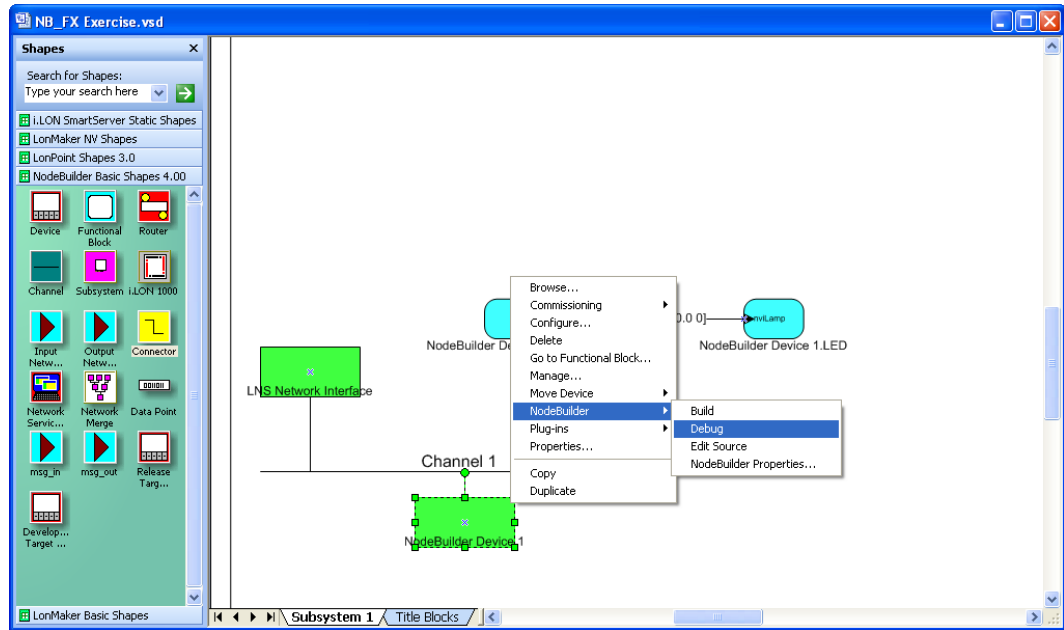 NB_FX Exercise.vsd
Shapes
Search for Shapes:
Type your search here
i.LON SmartServer Static Shapes
LonMaker NV Shapes
LonPoint Shapes 3.0
NodeBuilder Basic Shapes 4.00
Device
Functional Block
Router
Channel
Subsystem
i.LON 1000
Input Netw...
Output Netw...
Connector
Network Servic...
Network Merge
Data Point
msg_in
msg_out
Release Targ...
Develop... Target ...
LonMaker Basic Shapes
Browse...
Commissioning
Configure...
Delete
Go to Functional Block...
Manage...
Move Device
NodeBuilder
Plug-ins
Properties...
Copy
Duplicate
Build
Debug
Edit Source
NodeBuilder Properties...
0.0 0]
nviLamp
NodeBuilder De
NodeBuilder Device 1.LED
LNS Network Interface
Channel 1
NodeBuilder Device 1
Subsystem 1
Title Blocks